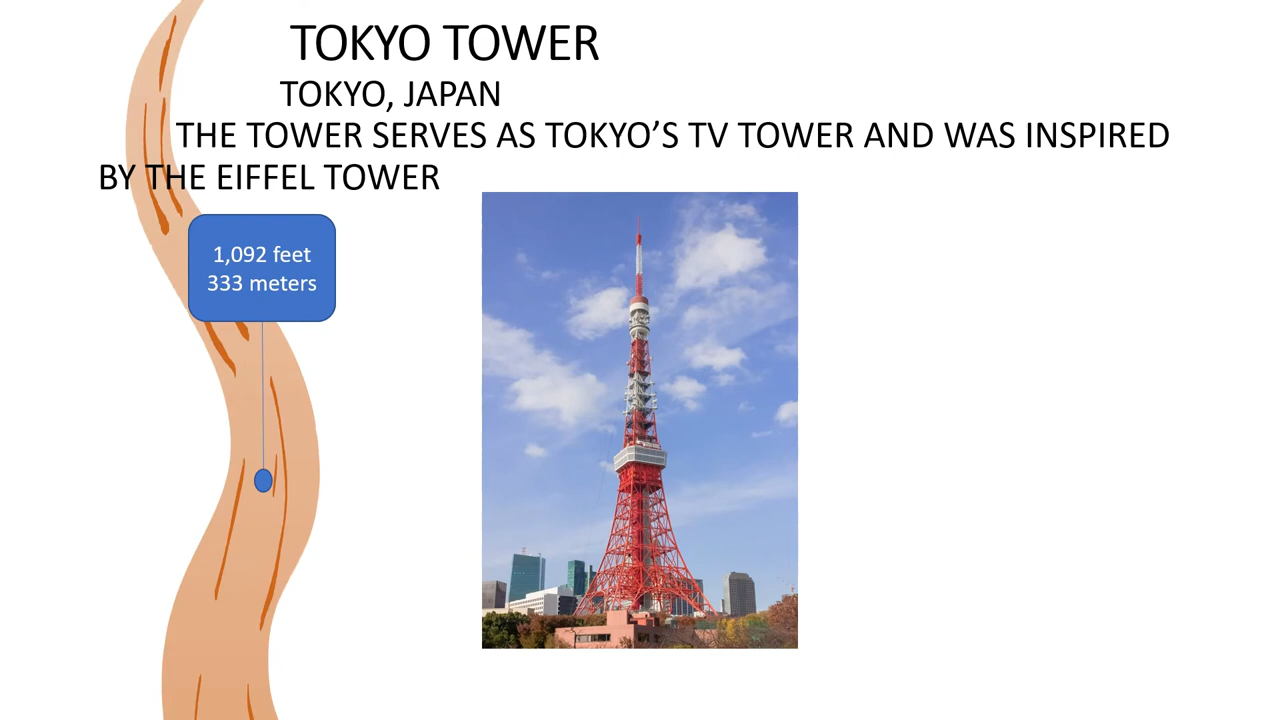 TOKYO TOWER
TOKYO, JAPAN
THE TOWER SERVES AS TOKYO’S TV TOWER AND WAS INSPIRED
BY THE EIFFEL TOWER
1,092 feet
333 meters